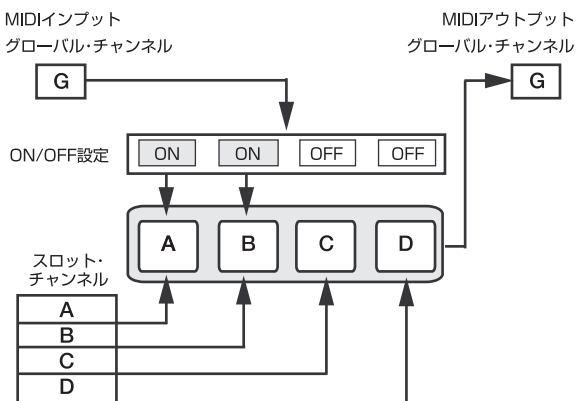 MIDIインプット
グローバル・チャンネル
G
MIDIアウトプット
グローバル・チャンネル
G
ON/OFF設定
ON ON OFF OFF
A B C D
スロット・
チャンネル
A
B
C
D